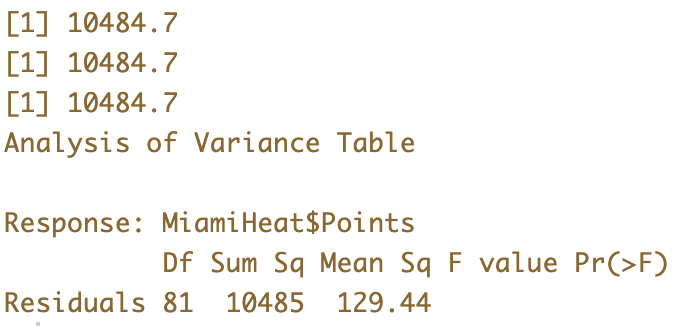 [1] 10484.7
[1] 10484.7
[1] 10484.7
Analysis of Variance Table

Response: MiamiHeat$Points
          Df Sum Sq Mean Sq F value Pr(>F)
Residuals 81  10485  129.44